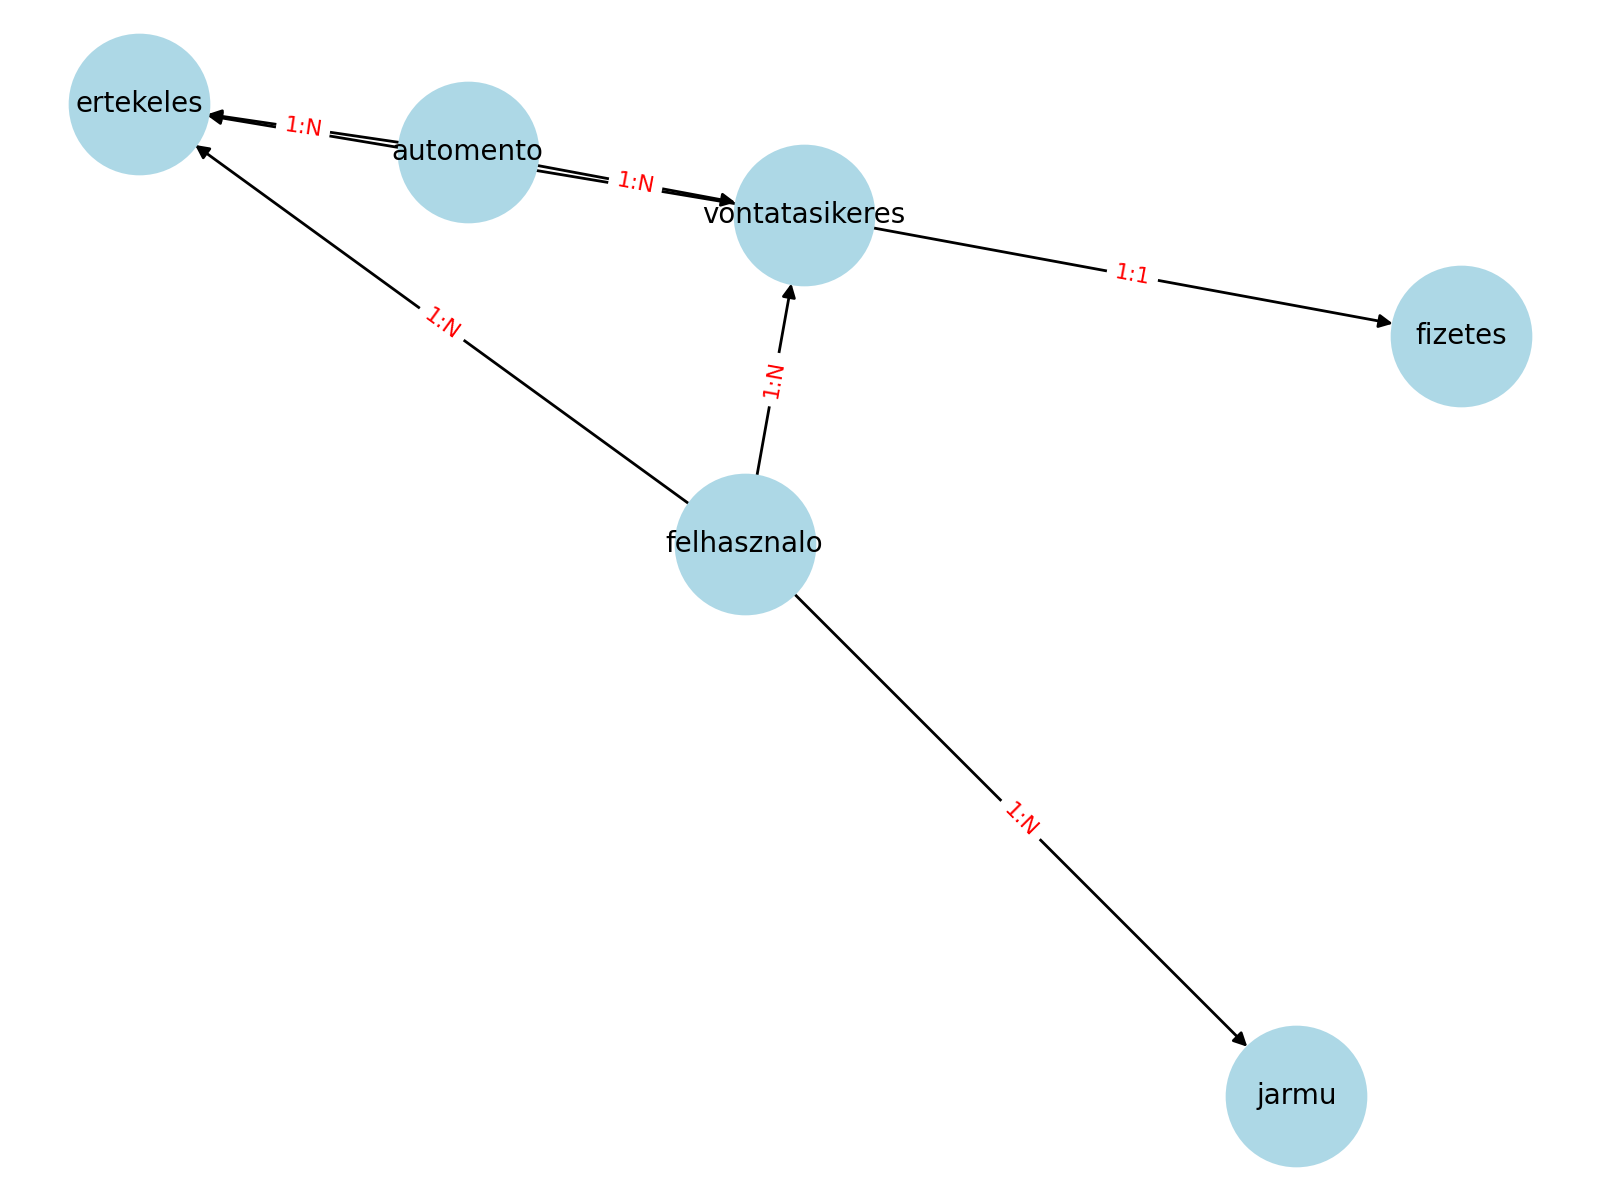 ertekeles
1:N
automento
1:N
vontatasikeres
1:1
fizetes
1:N
1:N
felhasznalo
1:N
jarmu